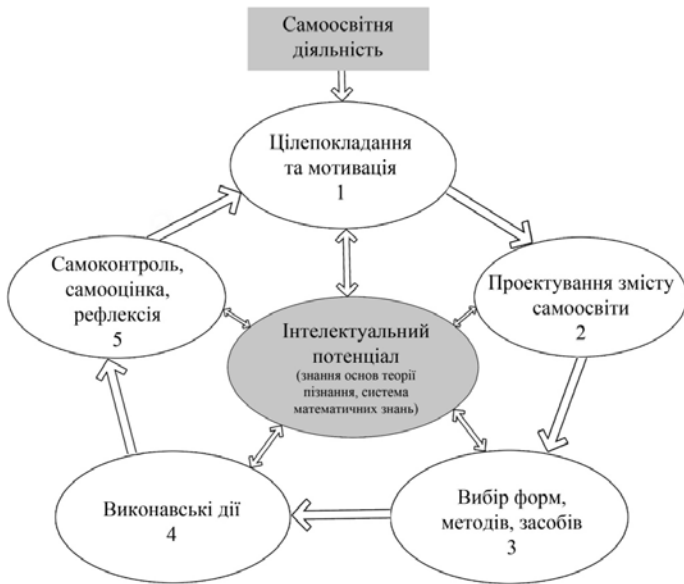 Самоосвітня
діяльність
Цілепокладання
та мотивація
1
Самоконтроль,
самооцінка,
рефлексія
5
Проектування змісту
самоосвіти
2
Інтелектуальний
потенціал
(знання основ теорії
пізнання, система
математичних знань)
Виконавські дії
4
Вибір форм,
методів, засобів
3